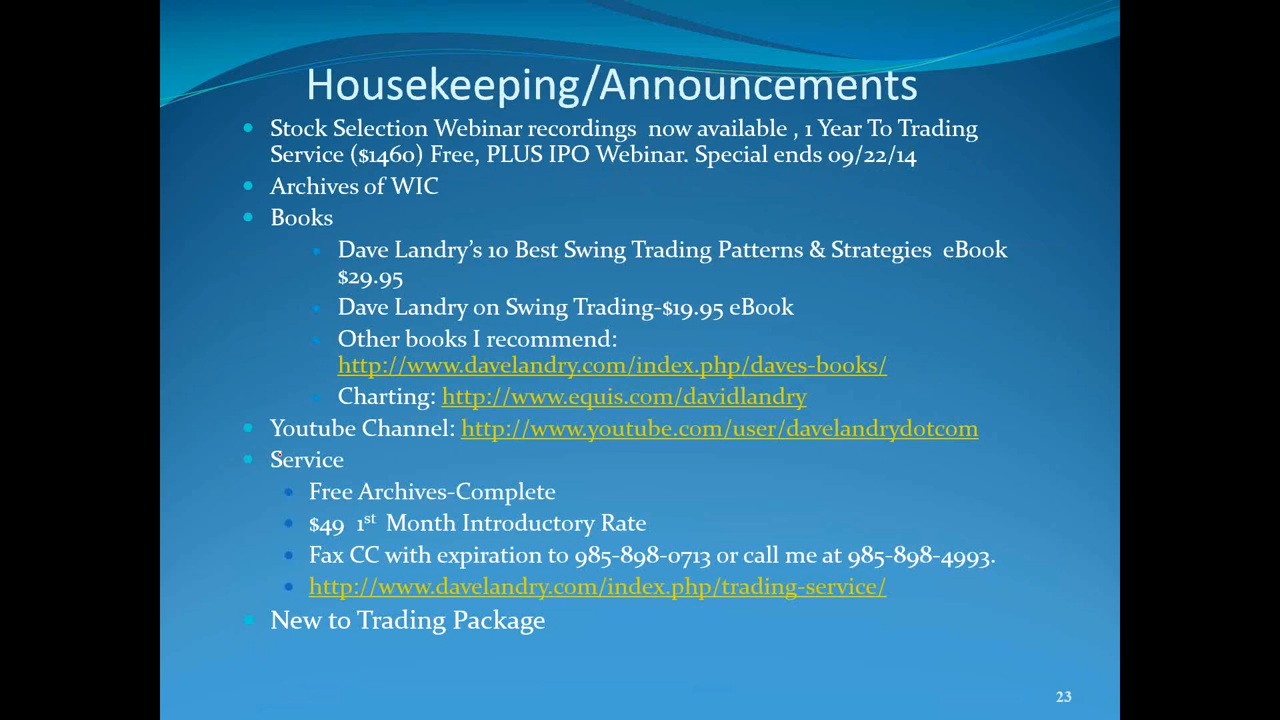 Housekeeping/Announcements
Stock Selection Webinar recordings now available , 1 Year To Trading
Service ($1460) Free, PLUS IPO Webinar. Special ends 09/22/14
Archives of WIC
Books
Dave Landry’s 10 Best Swing Trading Patterns & Strategies eBook
$29.95
Dave Landry on Swing Trading-$19.95 eBook
Other books I recommend:
http://www.davelandry.com/index.php/daves-books/
Charting: http://www.equis.com/davidlandry
Youtube Channel: http://www.youtube.com/user/davelandrydotcom
Service
Free Archives-Complete
$49 1st Month Introductory Rate
Fax CC with expiration to 985-898-0713 or call me at 985-898-4993.
http://www.davelandry.com/index.php/trading-service/
New to Trading Package
23